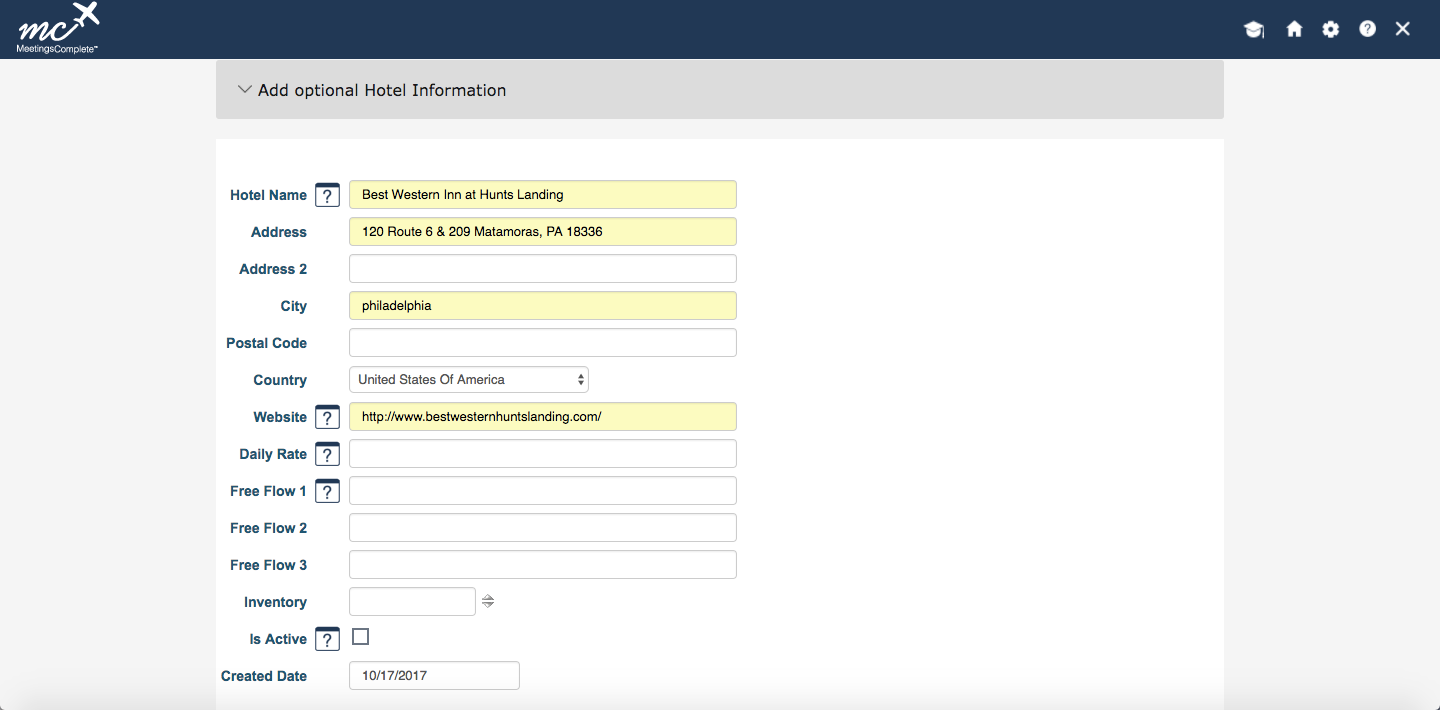 mc
MeetingsComplete™
?
Add optional Hotel Information
Hotel Name ? Best Western Inn at Hunts Landing
Address 120 Route 6 & 209 Matamoras, PA 18336
Address 2
City philadelphia
Postal Code
Country United States Of America
Website ? http://www.bestwesternhuntslanding.com/
Daily Rate ?
Free Flow 1 ?
Free Flow 2
Free Flow 3
Inventory
Is Active ?
Created Date 10/17/2017